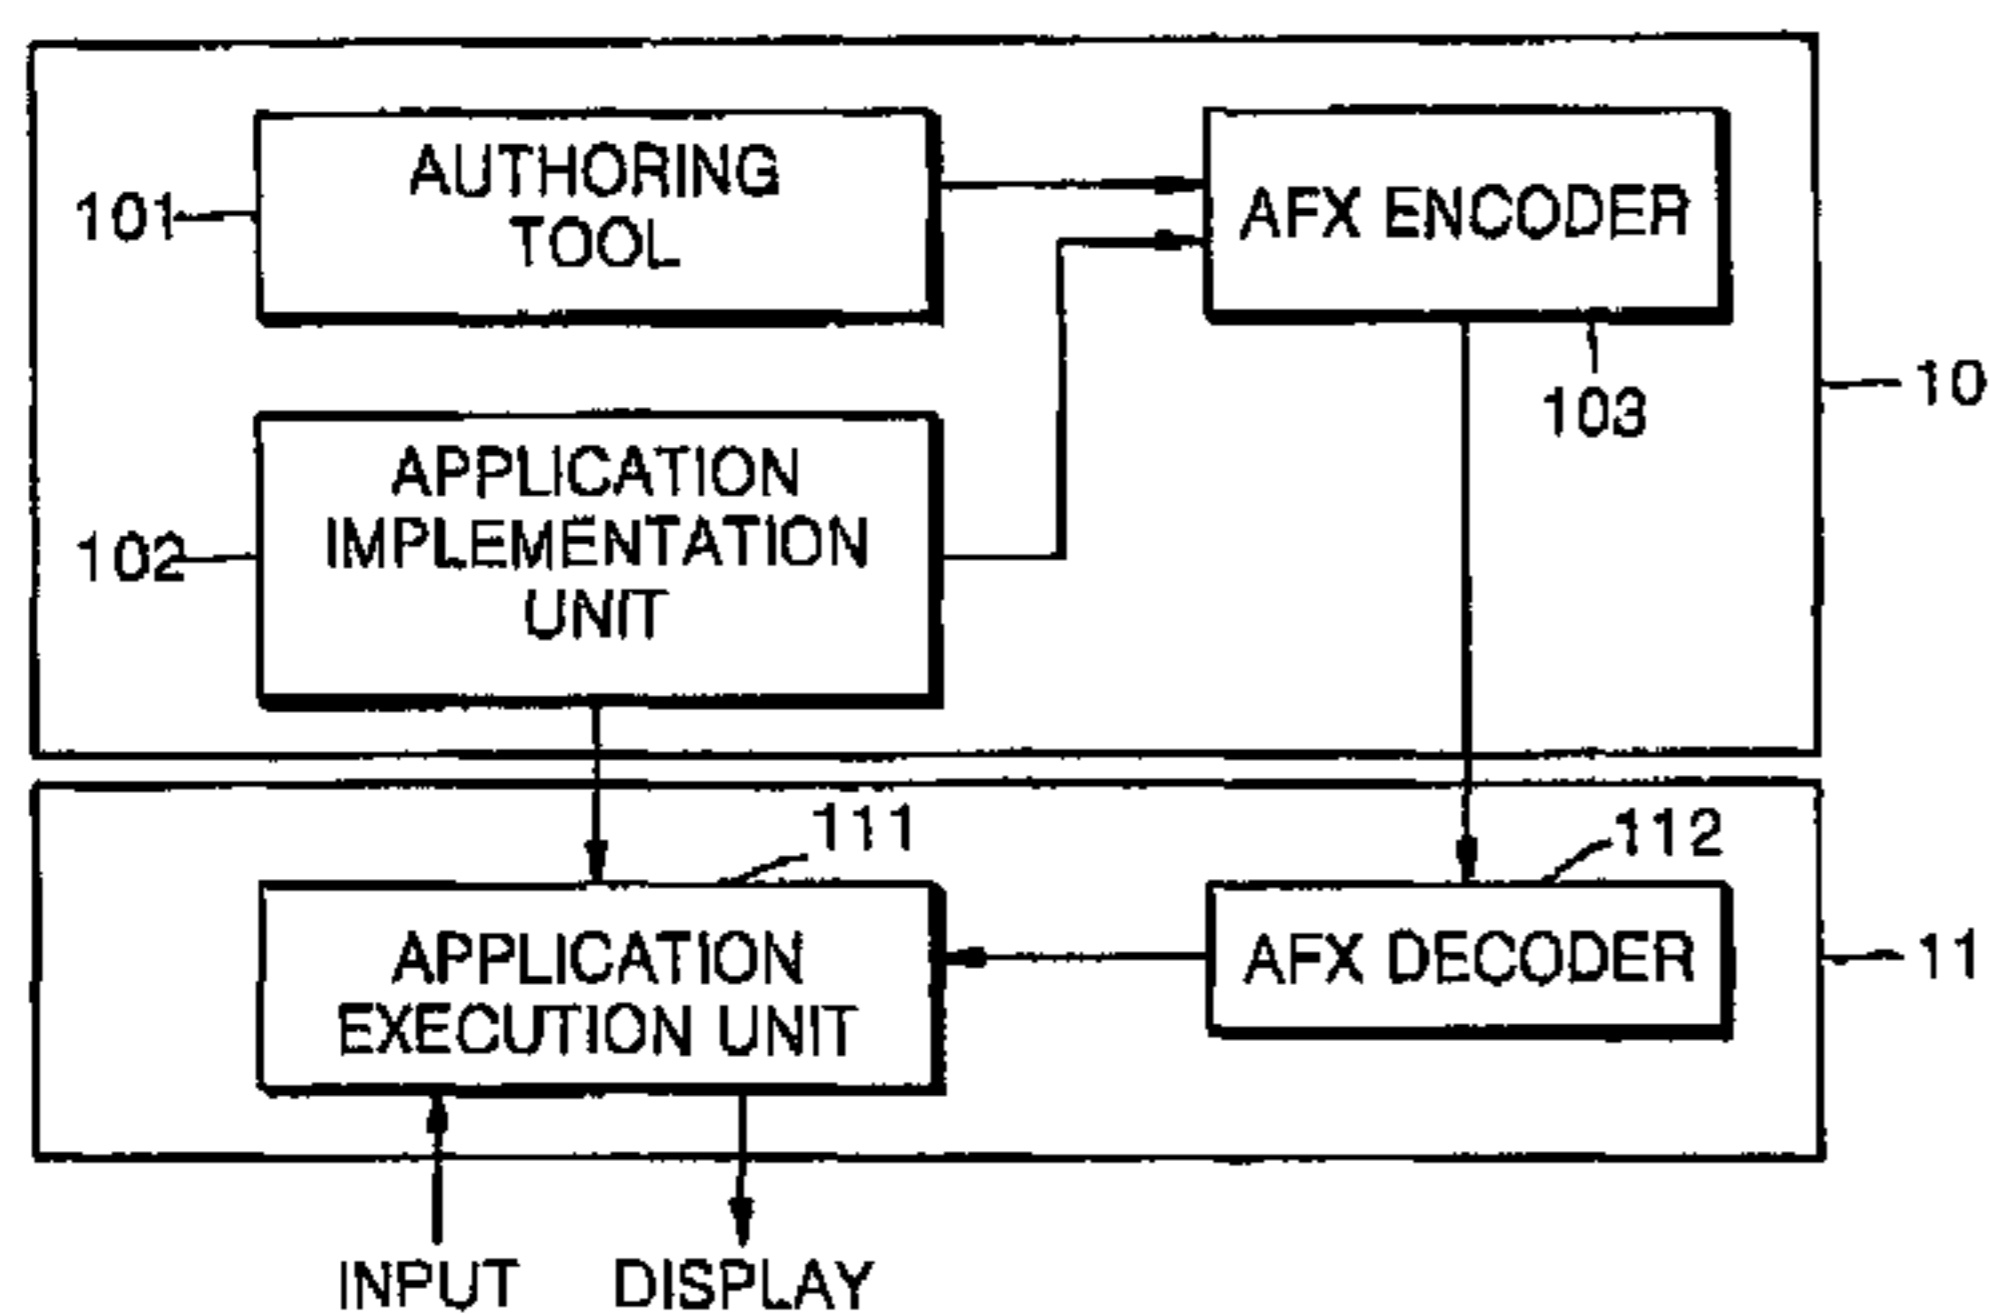 AUTHORING
TOOL
101
AFX ENCODER
103
10
APPLICATION
IMPLEMENTATION
UNIT
102
111
112
APPLICATION
EXECUTION UNIT
AFX DECODER
11
INPUT
DISPLAY